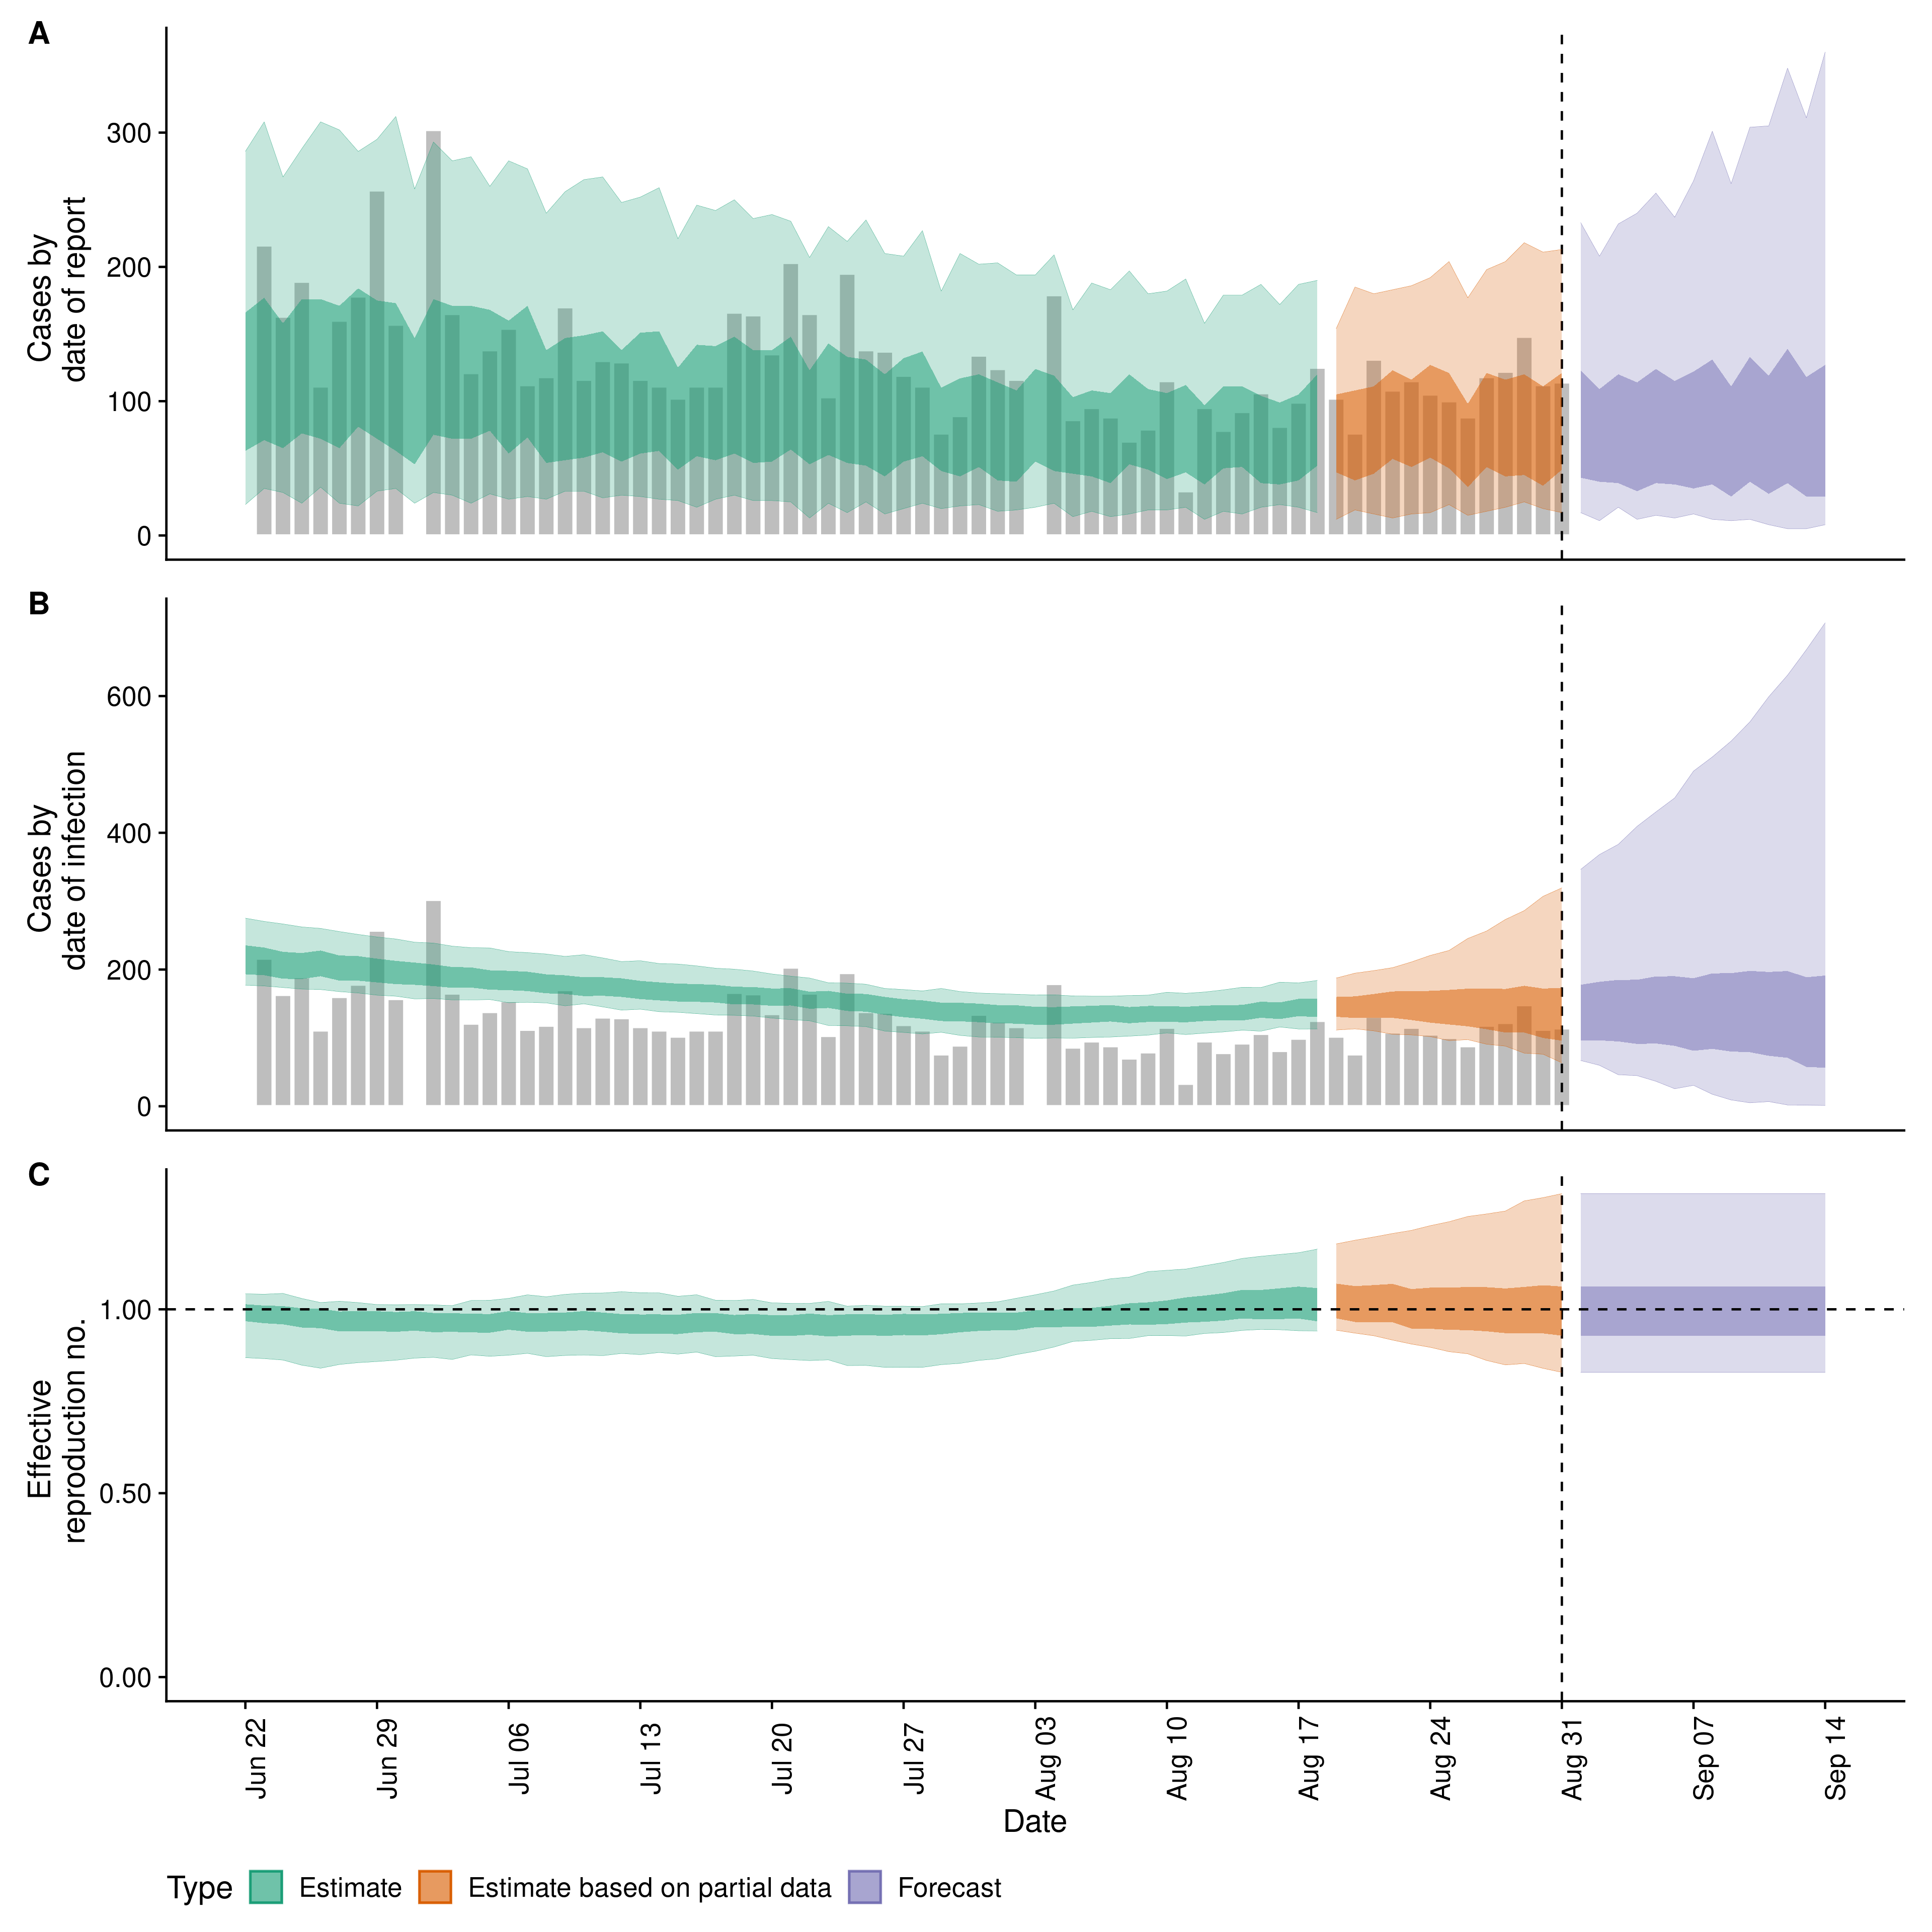 A
Cases by
date of report
300
200
100
0
B
Cases by
date of infection
600
400
200
0
C
Effective
reproduction no.
1.00
0.50
0.00
Jun 22
Jun 29
Jul 06
Jul 13
Jul 20
Jul 27
Aug 03
Aug 10
Aug 17
Aug 24
Aug 31
Sep 07
Sep 14
Date
Type Estimate Estimate based on partial data Forecast